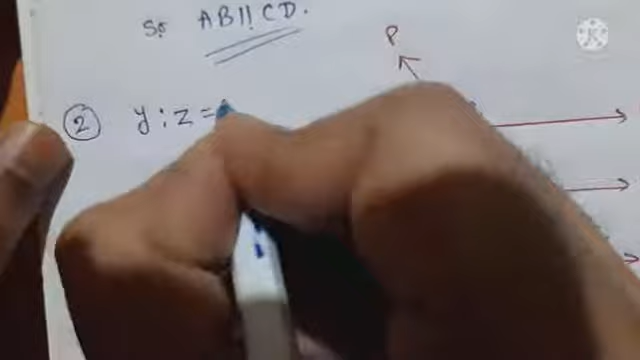 So AB || CD.
P
② y : z =